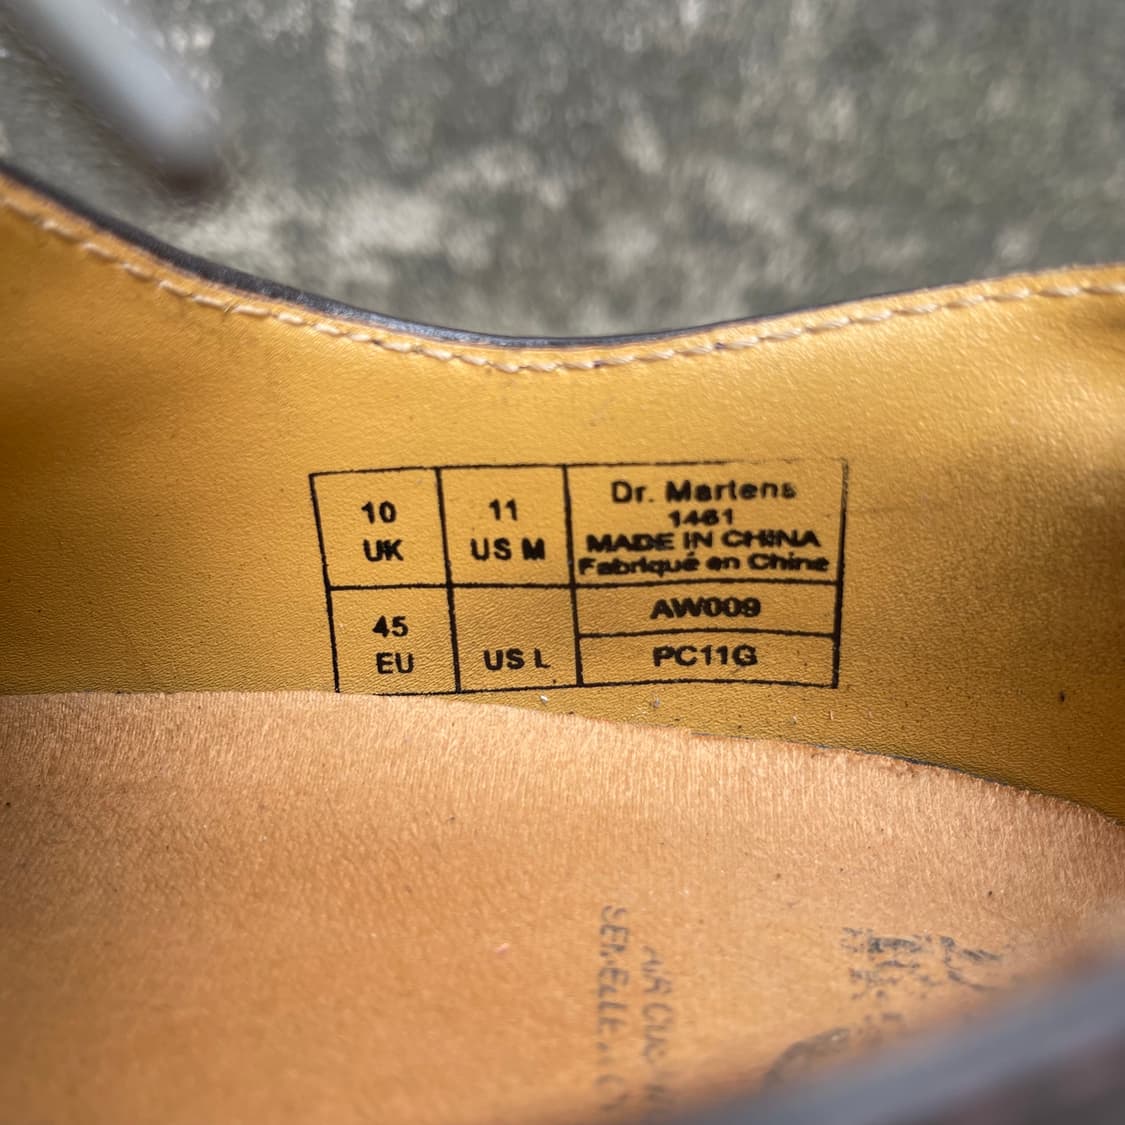 10
UK
11
US M
Dr. Martens
1461
MADE IN CHINA
Fabriqué en Chine
45
EU
US L
AW009
PC11G